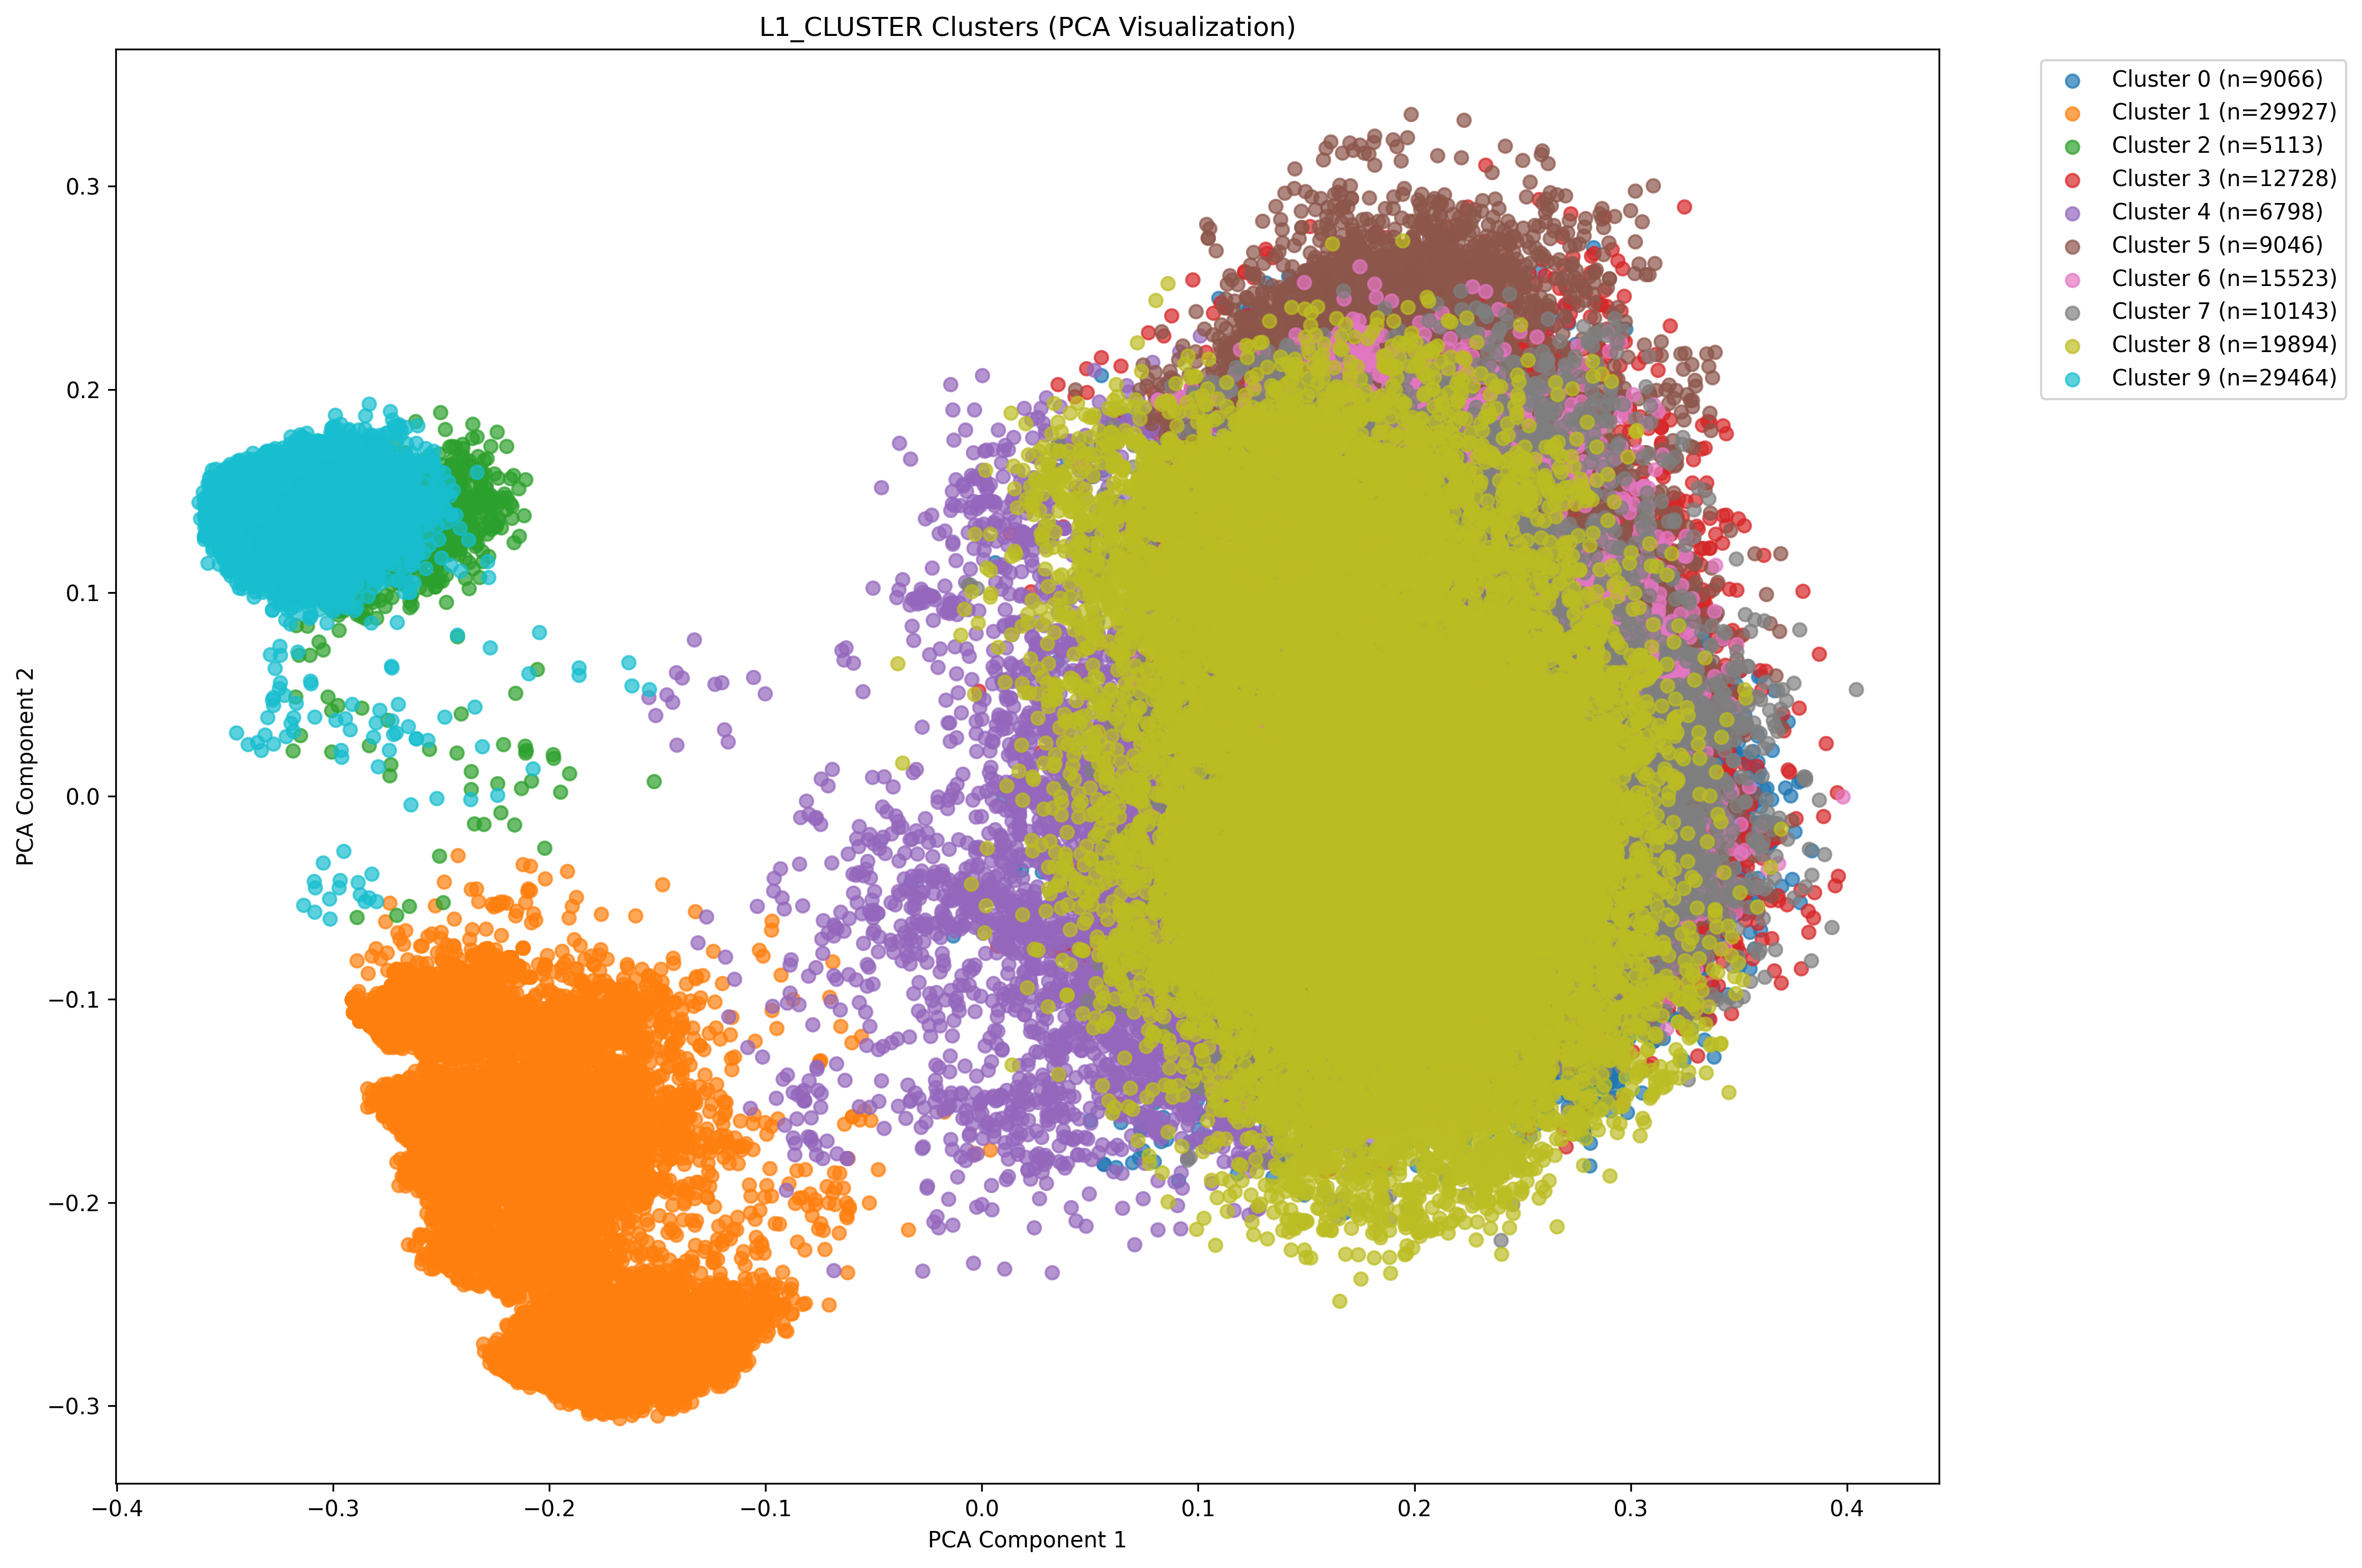 L1_CLUSTER Clusters (PCA Visualization)
Cluster 0 (n=9066)
Cluster 1 (n=29927)
Cluster 2 (n=5113)
Cluster 3 (n=12728)
Cluster 4 (n=6798)
Cluster 5 (n=9046)
Cluster 6 (n=15523)
Cluster 7 (n=10143)
Cluster 8 (n=19894)
Cluster 9 (n=29464)
PCA Component 2
0.3
0.2
0.1
0.0
−0.1
−0.2
−0.3
−0.4 −0.3 −0.2 −0.1 0.0 0.1 0.2 0.3 0.4
PCA Component 1